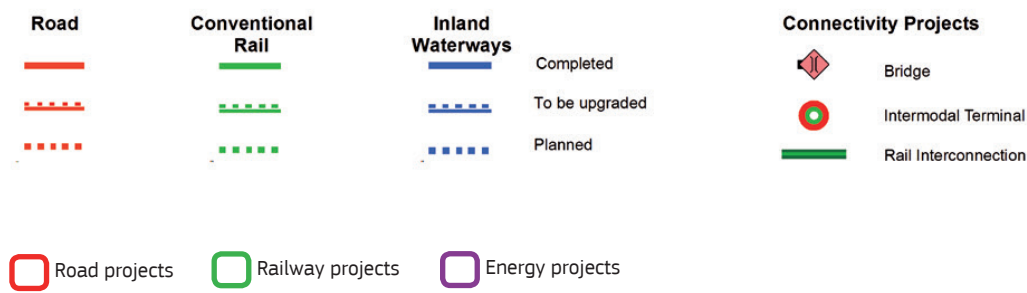 Road
Conventional
Rail
Inland
Waterways
Connectivity Projects
Completed
Bridge
To be upgraded
Intermodal Terminal
Planned
Rail Interconnection
Road projects
Railway projects
Energy projects